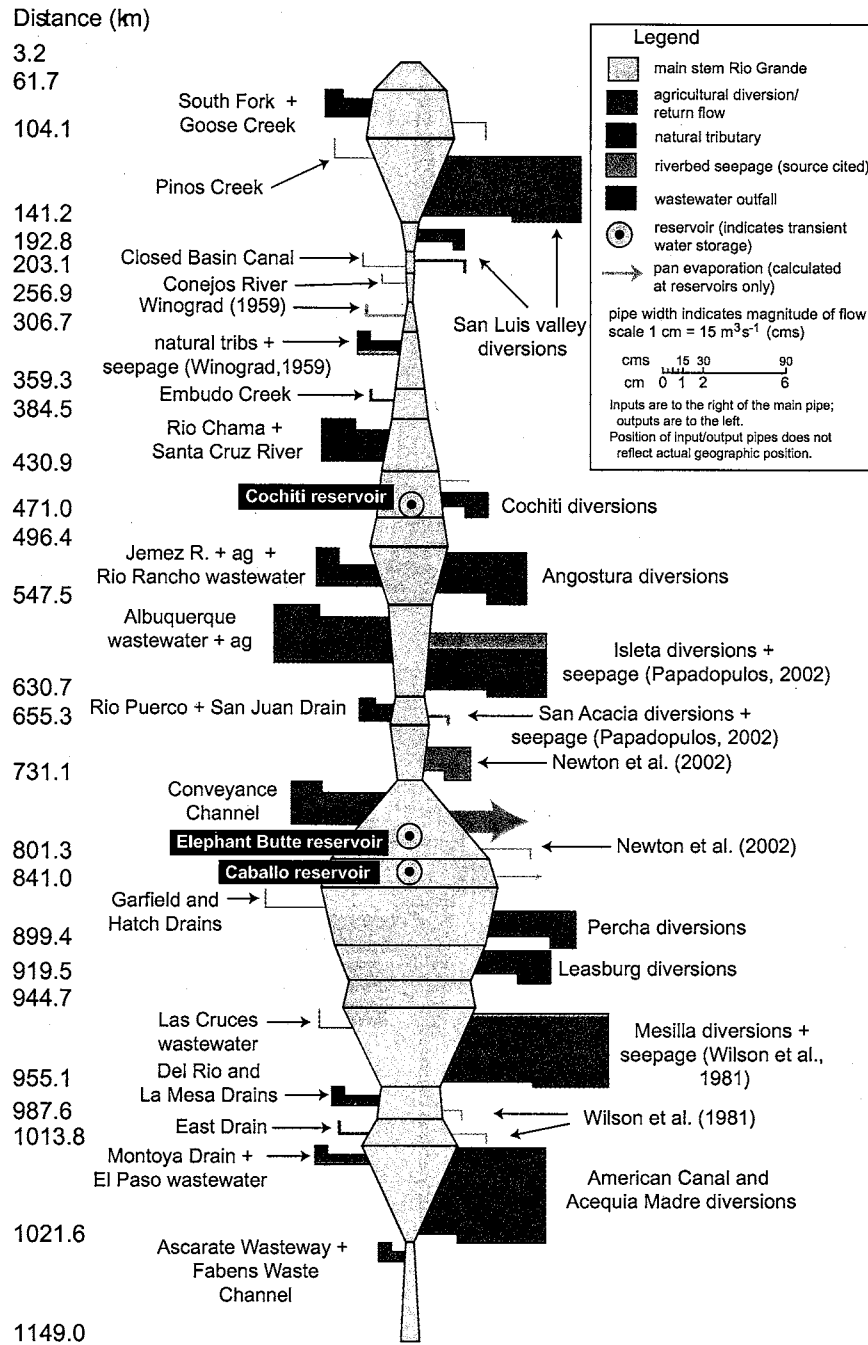 Distance (km)
3.2
61.7
104.1
141.2
192.8
203.1
256.9
306.7
359.3
384.5
430.9
471.0
496.4
547.5
630.7
655.3
731.1
801.3
841.0
899.4
919.5
944.7
955.1
987.6
1013.8
1021.6
1149.0
South Fork +
Goose Creek
Pinos Creek
Closed Basin Canal
Conejos River
Winograd (1959)
natural tribs +
seepage (Winograd,1959)
Embudo Creek
Rio Chama +
Santa Cruz River
Cochiti reservoir
Jemez R. + ag +
Rio Rancho wastewater
Albuquerque
wastewater + ag
Rio Puerco + San Juan Drain
Conveyance
Channel
Elephant Butte reservoir
Caballo reservoir
Garfield and
Hatch Drains
Las Cruces
wastewater
Del Rio and
La Mesa Drains
East Drain
Montoya Drain +
El Paso wastewater
Ascarate Wasteway +
Fabens Waste
Channel
San Luis valley
diversions
Cochiti diversions
Angostura diversions
Isleta diversions +
seepage (Papadopulos, 2002)
San Acacia diversions +
seepage (Papadopulos, 2002)
Newton et al. (2002)
Newton et al. (2002)
Percha diversions
Leasburg diversions
Mesilla diversions +
seepage (Wilson et al.,
1981)
Wilson et al. (1981)
American Canal and
Acequia Madre diversions
Legend
main stem Rio Grande
agricultural diversion/
return flow
natural tributary
riverbed seepage (source cited)
wastewater outfall
reservoir (indicates transient
water storage)
pan evaporation (calculated
at reservoirs only)
pipe width indicates magnitude of flow
scale 1 cm = 15 m³s⁻¹ (cms)
cms 15 30 90
cm 0 1 2 6
Inputs are to the right of the main pipe;
outputs are to the left.
Position of input/output pipes does not
reflect actual geographic position.